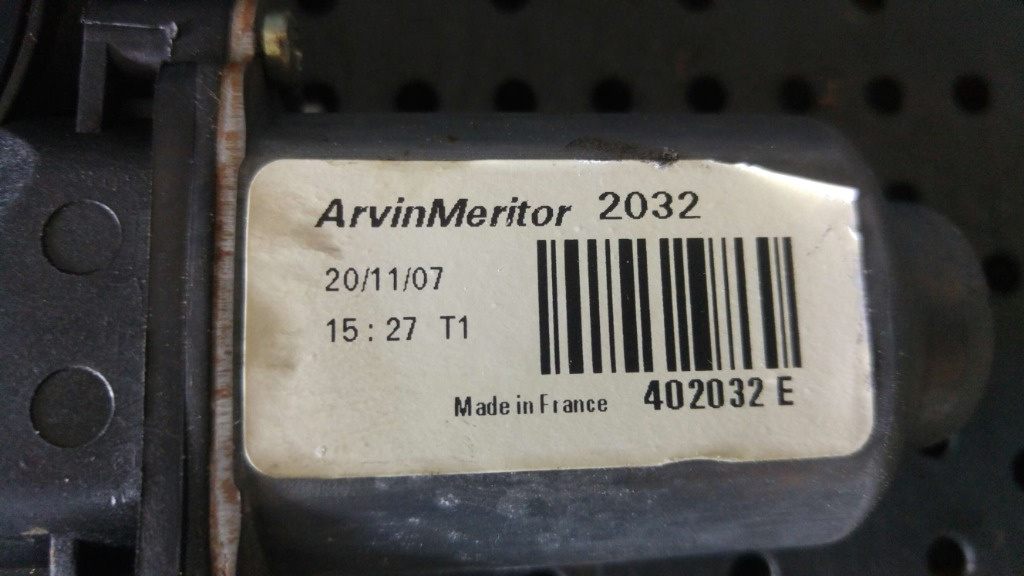 ArvinMeritor 2032
20/11/07
15:27 T1
Made in France 402032 E